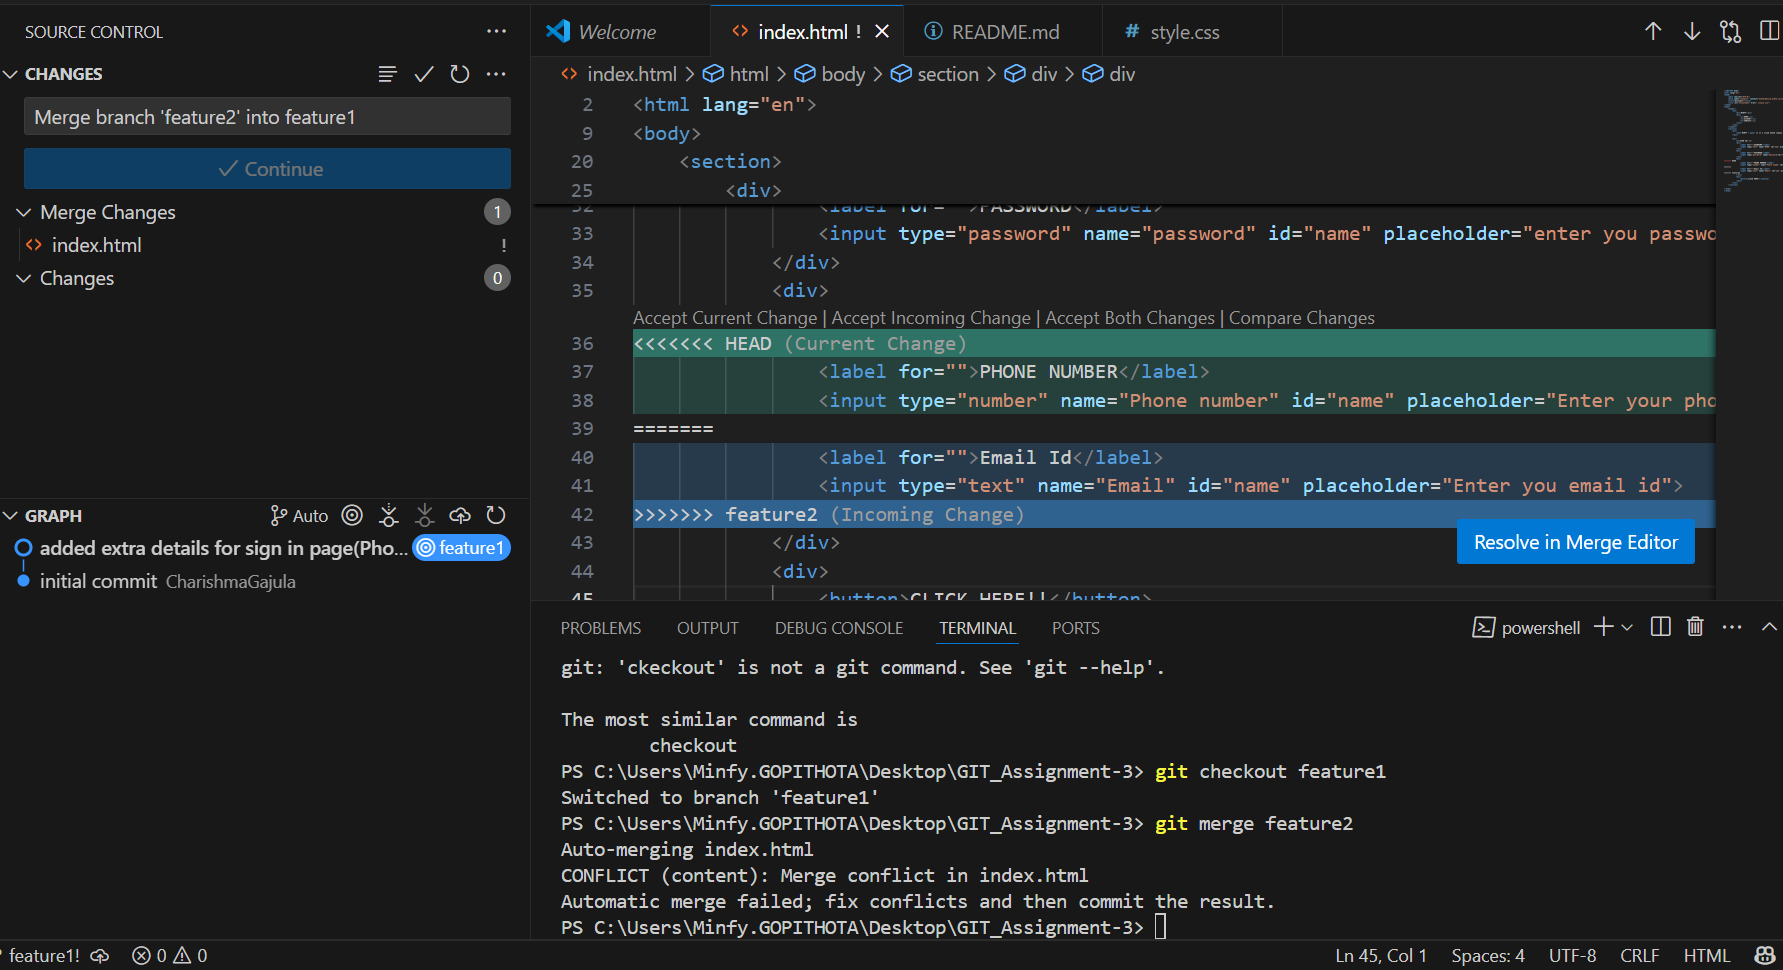 SOURCE CONTROL
CHANGES
Merge branch 'feature2' into feature1
Continue
Merge Changes 1
index.html !
Changes 0
GRAPH Auto
added extra details for sign in page(Pho... feature1
initial commit CharishmaGajula
Welcome index.html ! README.md # style.css
index.html > html > body > section > div > div
2 <html lang="en">
9 <body>
20 <section>
25 <div>
32 <label for="">PASSWORD</label>
33 <input type="password" name="password" id="name" placeholder="enter you passwo
34 </div>
35 <div>
Accept Current Change | Accept Incoming Change | Accept Both Changes | Compare Changes
36 <<<<<<< HEAD (Current Change)
37 <label for="">PHONE NUMBER</label>
38 <input type="number" name="Phone number" id="name" placeholder="Enter your pho
39 =======
40 <label for="">Email Id</label>
41 <input type="text" name="Email" id="name" placeholder="Enter you email id">
42 >>>>>>> feature2 (Incoming Change)
43 </div>
44 <div>
45 <button>CLICK HERE!!</button>
Resolve in Merge Editor
PROBLEMS OUTPUT DEBUG CONSOLE TERMINAL PORTS powershell
git: 'ckeckout' is not a git command. See 'git --help'.
The most similar command is
checkout
PS C:\Users\Minfy.GOPITHOTA\Desktop\GIT_Assignment-3> git checkout feature1
Switched to branch 'feature1'
PS C:\Users\Minfy.GOPITHOTA\Desktop\GIT_Assignment-3> git merge feature2
Auto-merging index.html
CONFLICT (content): Merge conflict in index.html
Automatic merge failed; fix conflicts and then commit the result.
PS C:\Users\Minfy.GOPITHOTA\Desktop\GIT_Assignment-3>
feature1! 0 0 Ln 45, Col 1 Spaces: 4 UTF-8 CRLF HTML